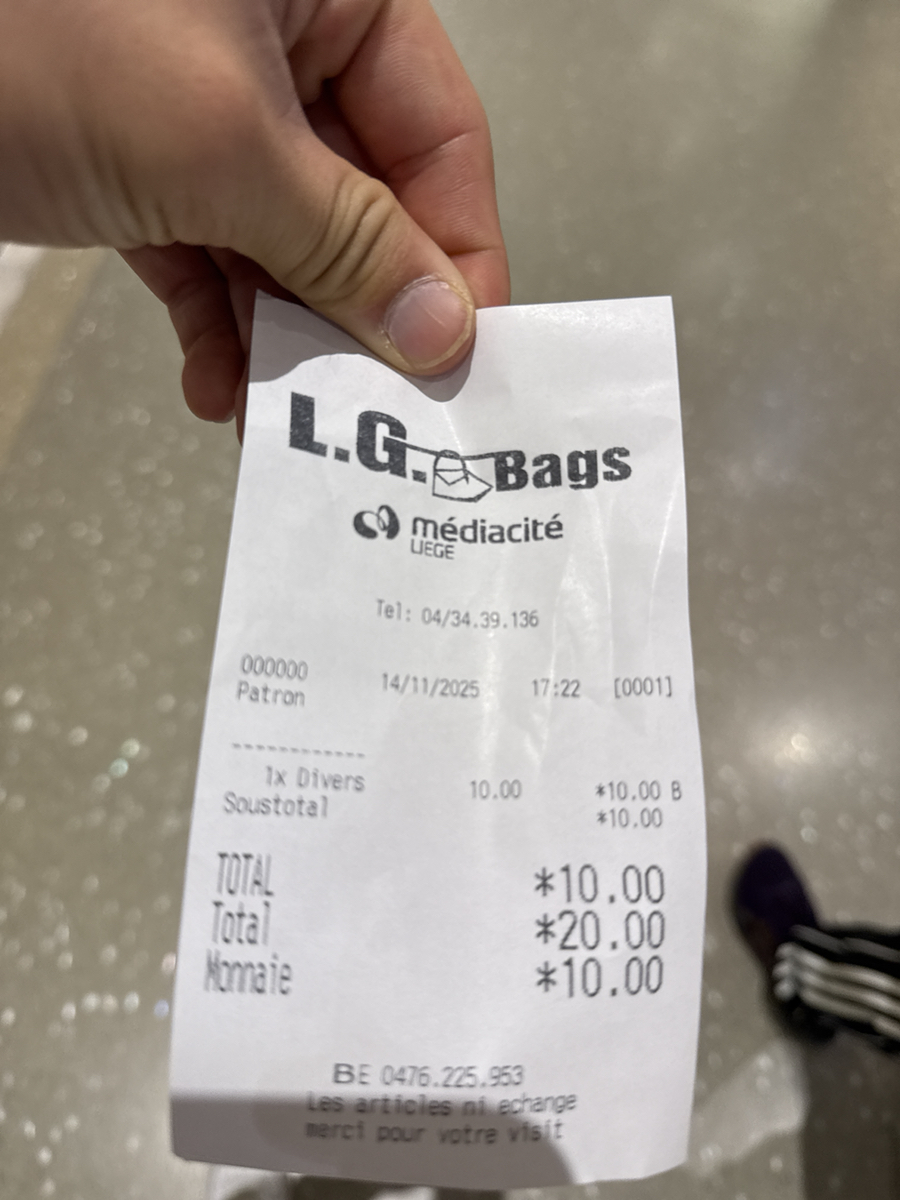 L.G. Bags
médiacité
LIEGE
Tel: 04/34.39.136
000000
Patron 14/11/2025 17:22 [0001]
------------
1x Divers 10.00 *10.00 B
Soustotal *10.00
TOTAL *10.00
Total *20.00
Monnaie *10.00
BE 0476.225.953
Les articles ni echange
merci pour votre visit